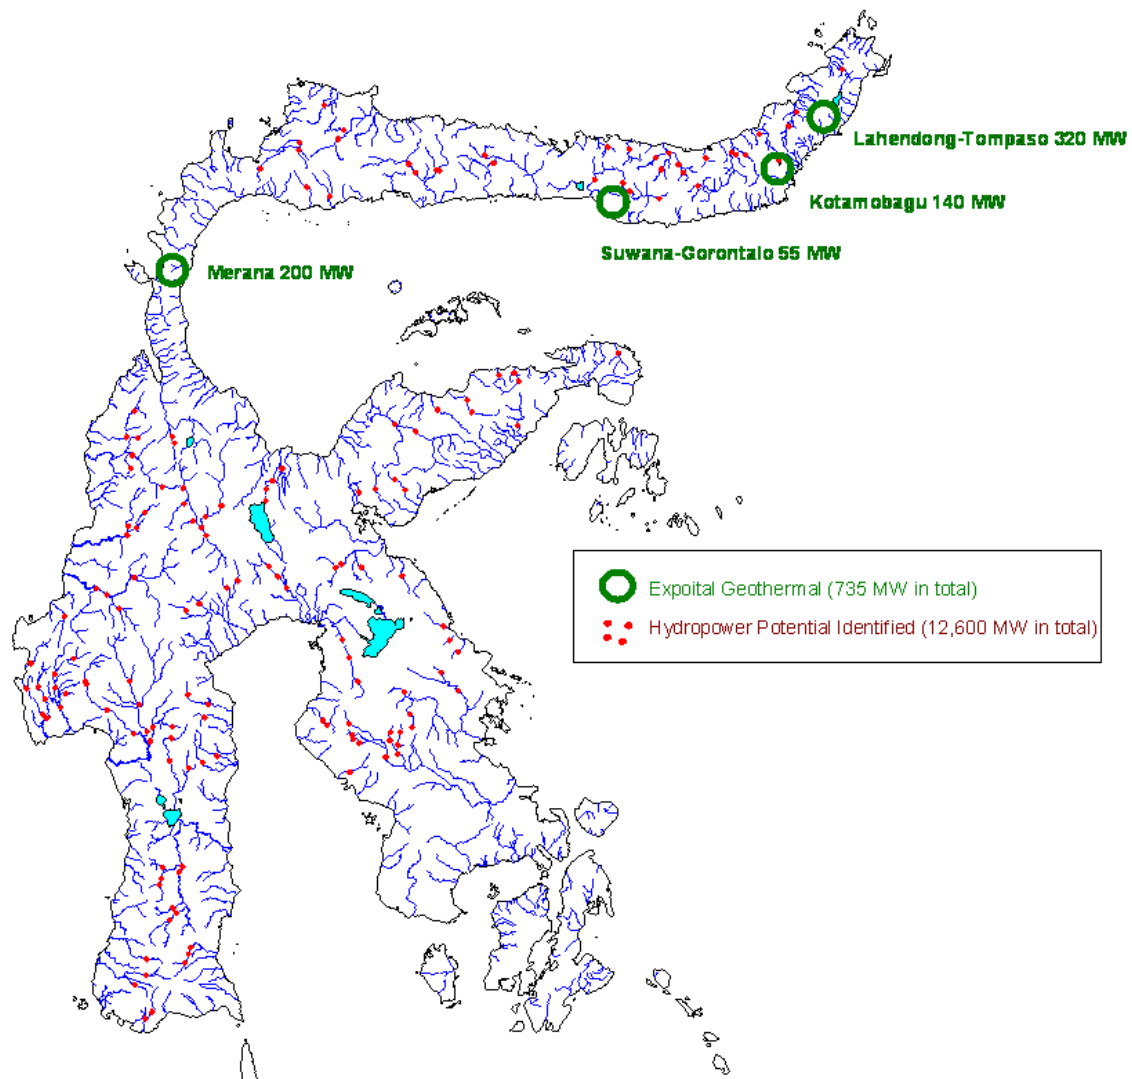 Lahendong-Tompaso 320 MW
Kotamobagu 140 MW
Suwana-Gorontalo 55 MW
Merana 200 MW
Expoital Geothermal (735 MW in total)
Hydropower Potential Identified (12,600 MW in total)